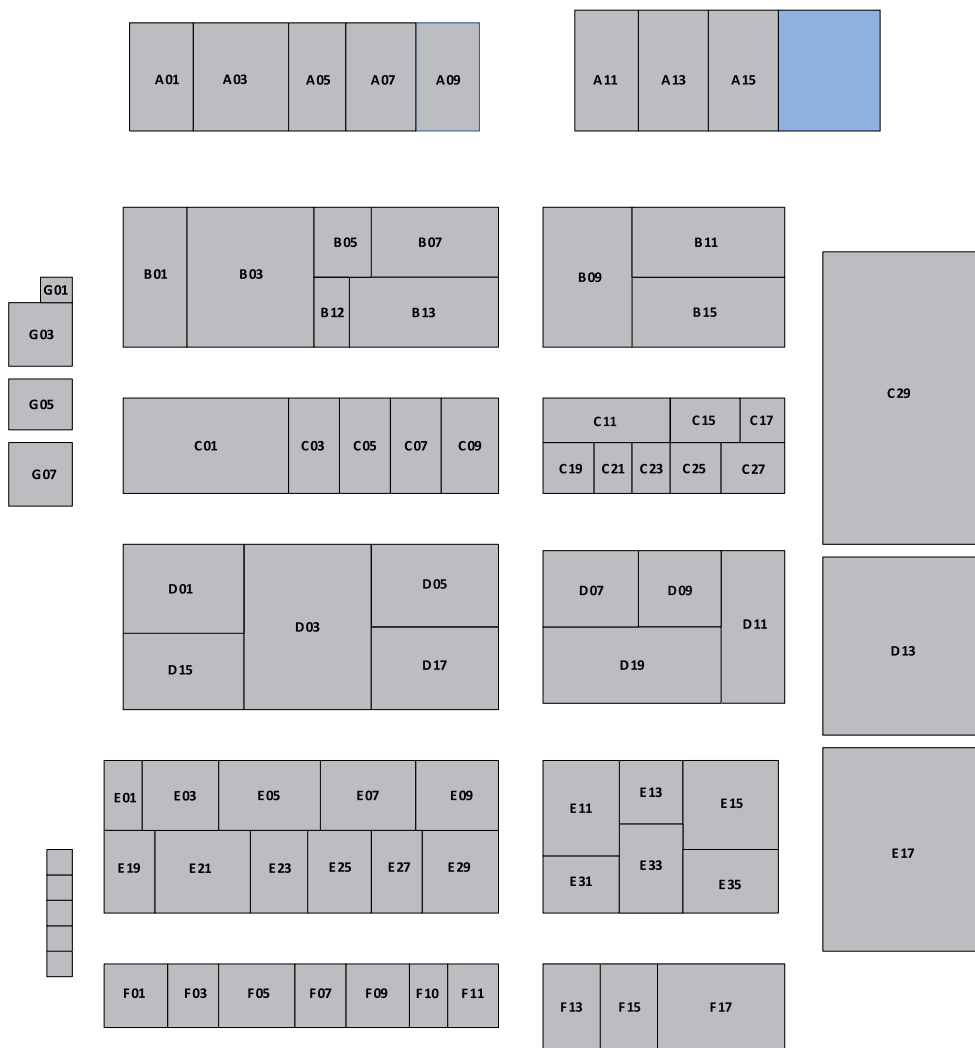 A01 A03 A05 A07 A09 A11 A13 A15
B01 B03 B05 B07 B09 B11
B12 B13 B15
G01
G03
G05
G07
C29
C01 C03 C05 C07 C09 C11 C15 C17
C19 C21 C23 C25 C27
D01 D03 D05 D07 D09 D11 D13
D15 D17 D19
E01 E03 E05 E07 E09 E11 E13 E15
E17
E19 E21 E23 E25 E27 E29 E31 E33 E35
F01 F03 F05 F07 F09 F10 F11 F13 F15 F17